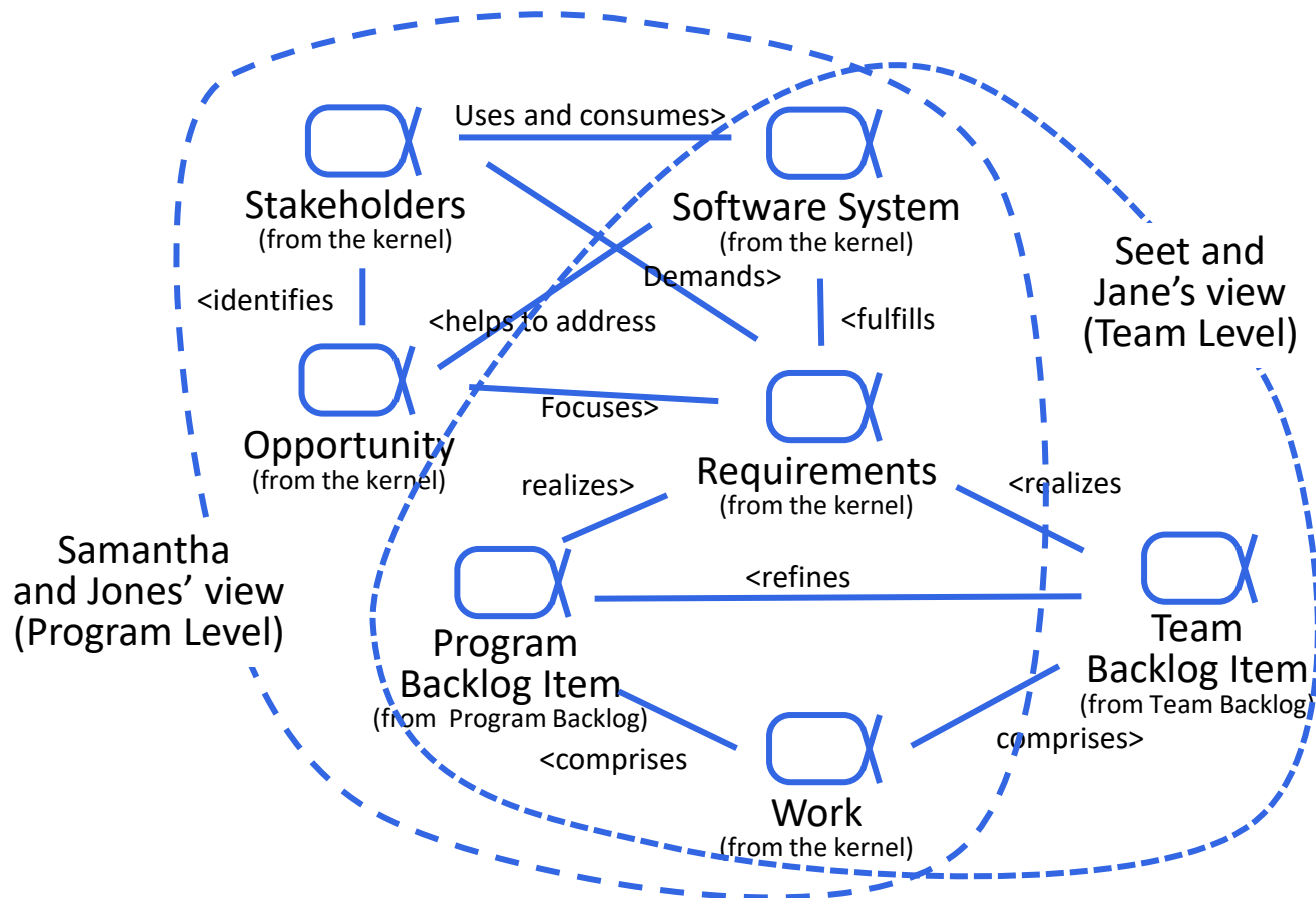 Uses and consumes>
Stakeholders
(from the kernel)
Software System
(from the kernel)
Seet and
Jane’s view
(Team Level)
Demands>
<identifies
<helps to address
<fulfills
Focuses>
Opportunity
(from the kernel)
Requirements
(from the kernel)
realizes>
<realizes
Samantha
and Jones’ view
(Program Level)
<refines
Program
Backlog Item
(from Program Backlog)
Team
Backlog Item
(from Team Backlog)
<comprises
comprises>
Work
(from the kernel)